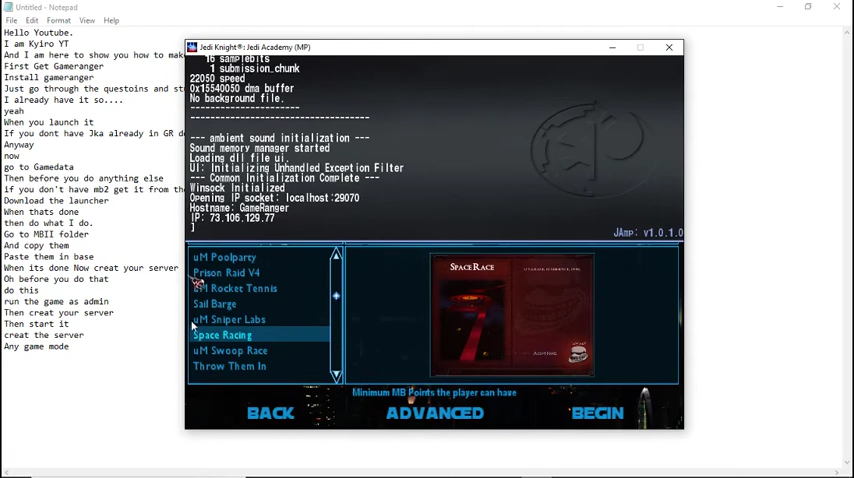 Untitled - Notepad
File Edit Format View Help
Hello Youtube.
I am Kyiro YT
And I am here to show you how to mak
First Get Gameranger
Install gameranger
Just go through the questoins and st
I already have it so....
yeah
When you launch it
If you dont have Jka already in GR d
Anyway
now
go to Gamedata
Then before you do anything else
if you don't have mb2 get it from the
Download the launcher
When thats done
then do what I do.
Go to MBII folder
And copy them
Paste them in base
When its done Now creat your server
Oh before you do that
do this
run the game as admin
Then creat your server
Then start it
creat the server
Any game mode
Jedi Knight®: Jedi Academy (MP)
16 samplebits
1 submission_chunk
22050 speed
0x15540050 dma buffer
No background file.
----------------------
------------------------------------
--- ambient sound initialization ---
Sound memory manager started
Loading dll file ui.
UI: Initializing Unhandled Exception Filter
--- Common Initialization Complete ---
Winsock Initialized
Opening IP socket: localhost:29070
Hostname: GameRanger
IP: 73.106.129.77
]
JAmp: v1.0.1.0
uM Poolparty
Prison Raid V4
uM Rocket Tennis
Sail Barge
uM Sniper Labs
Space Racing
uM Swoop Race
Throw Them In
SPACE RACE
Minimum MB Points the player can have
BACK ADVANCED BEGIN